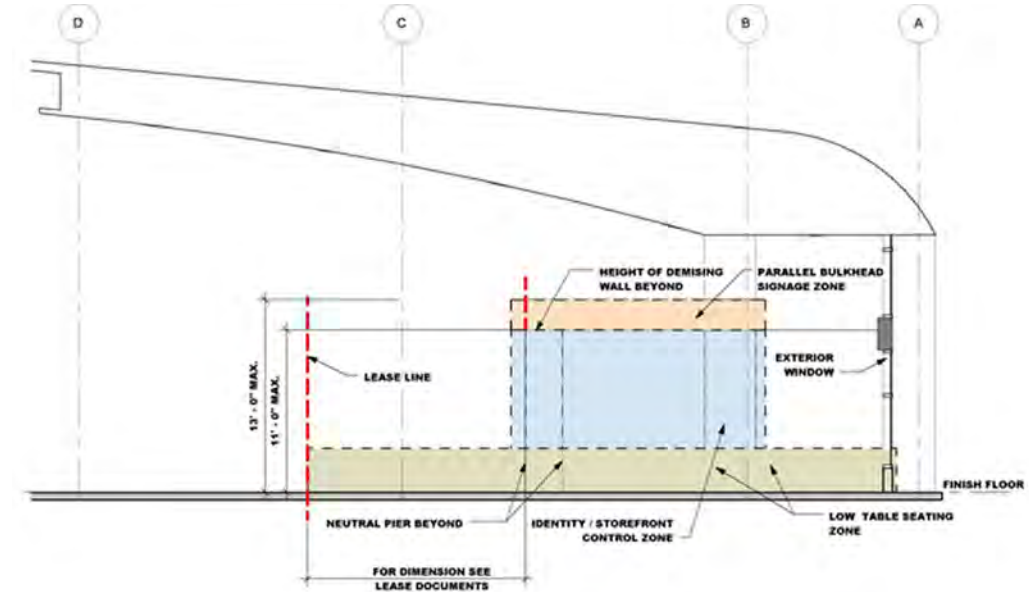 D
C
B
A
HEIGHT OF DEMISING
WALL BEYOND
PARALLEL BULKHEAD
SIGNAGE ZONE
EXTERIOR
WINDOW
LEASE LINE
13' - 0" MAX.
11' - 0" MAX.
FINISH FLOOR
NEUTRAL PIER BEYOND
IDENTITY / STOREFRONT
CONTROL ZONE
LOW TABLE SEATING
ZONE
FOR DIMENSION SEE
LEASE DOCUMENTS